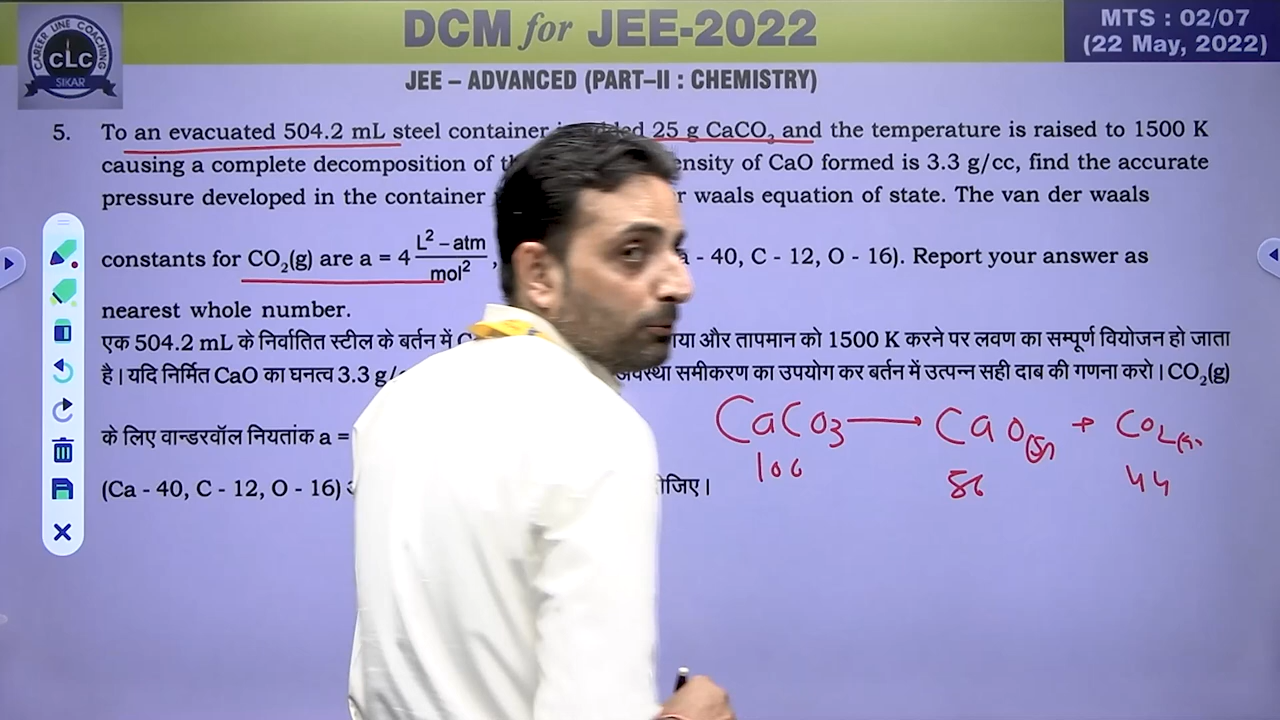 DCM for JEE-2022
MTS : 02/07
(22 May, 2022)
CAREER LINE COACHING
CLC
SIKAR
JEE – ADVANCED (PART–II : CHEMISTRY)
5. To an evacuated 504.2 mL steel container 25 g CaCO₃ and the temperature is raised to 1500 K
causing a complete decomposition of of CaO formed is 3.3 g/cc, find the accurate
pressure developed in the container waals equation of state. The van der waals
constants for CO₂(g) are a = 4 L² – atm / mol², - 40, C - 12, O - 16). Report your answer as
nearest whole number.
एक 504.2 mL के निर्वातित स्टील के बर्तन में और तापमान को 1500 K करने पर लवण का सम्पूर्ण वियोजन हो जाता
है। यदि निर्मित CaO का घनत्व 3.3 समीकरण का उपयोग कर बर्तन में उत्पन्न सही दाब की गणना करो। CO₂(g)
CaCO₃ → CaO(s) + CO₂
के लिए वान्डरवॉल नियतांक a =
100 56 44
(Ca - 40, C - 12, O - 16)